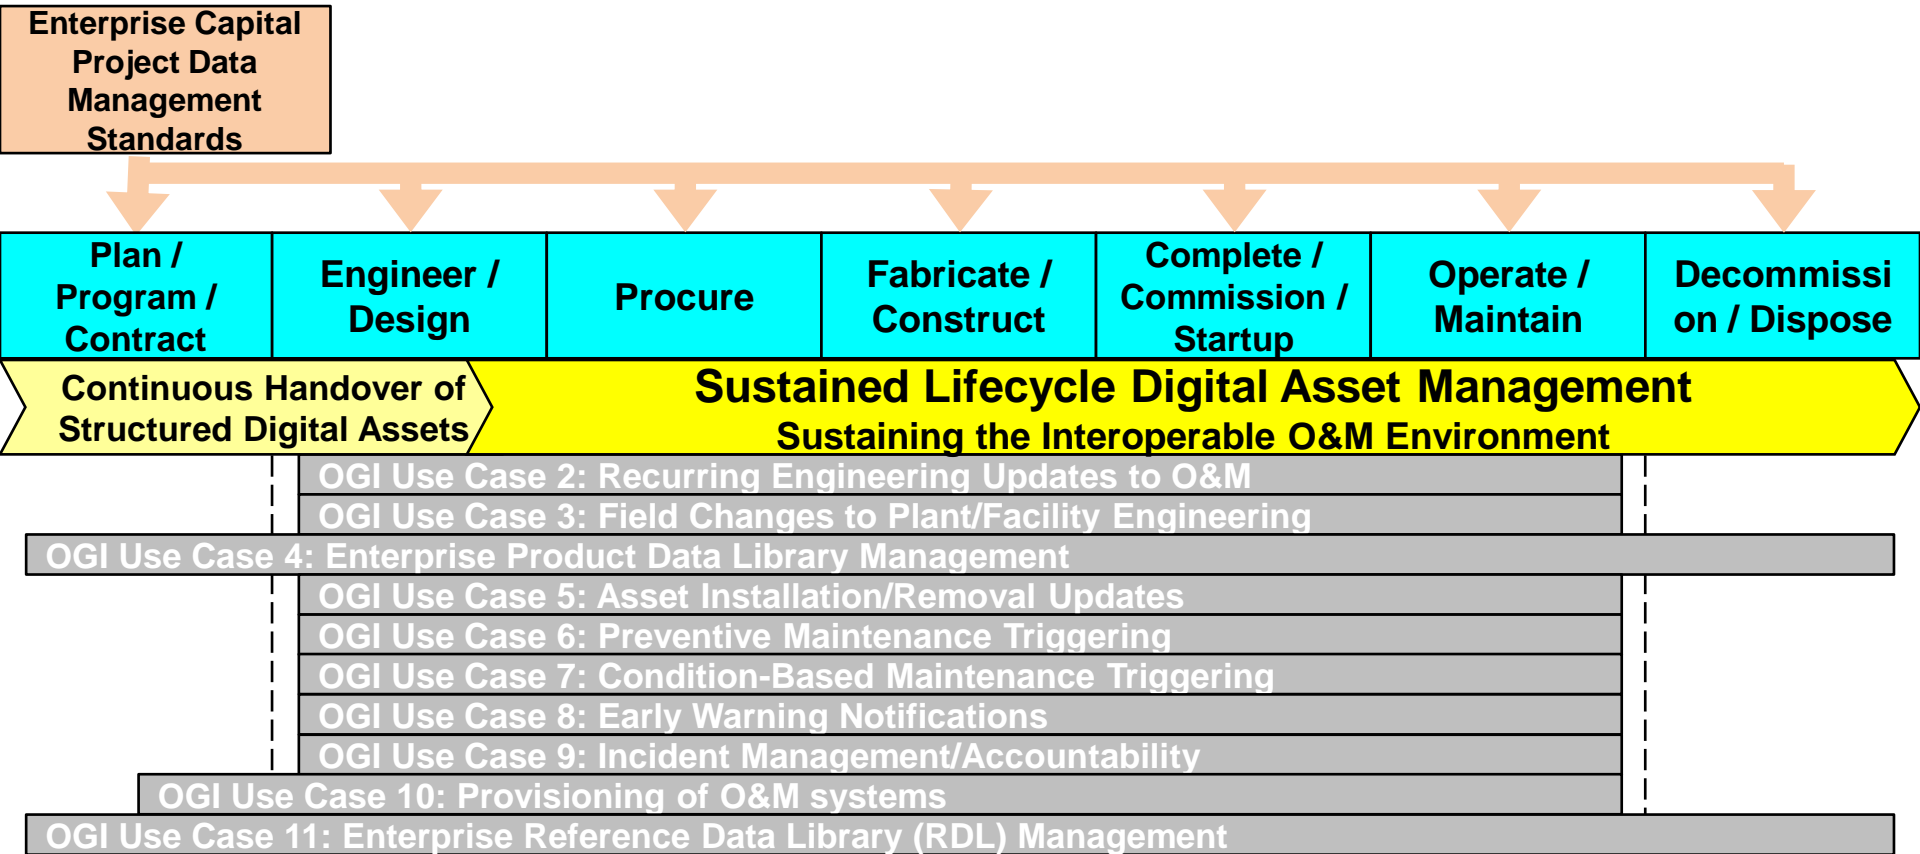 Enterprise Capital
Project Data
Management
Standards
Plan /
Program /
Contract
Engineer /
Design
Procure
Fabricate /
Construct
Complete /
Commission /
Startup
Operate /
Maintain
Decommissi
on / Dispose
Continuous Handover of
Structured Digital Assets
Sustained Lifecycle Digital Asset Management
Sustaining the Interoperable O&M Environment
OGI Use Case 2: Recurring Engineering Updates to O&M
OGI Use Case 3: Field Changes to Plant/Facility Engineering
OGI Use Case 4: Enterprise Product Data Library Management
OGI Use Case 5: Asset Installation/Removal Updates
OGI Use Case 6: Preventive Maintenance Triggering
OGI Use Case 7: Condition-Based Maintenance Triggering
OGI Use Case 8: Early Warning Notifications
OGI Use Case 9: Incident Management/Accountability
OGI Use Case 10: Provisioning of O&M systems
OGI Use Case 11: Enterprise Reference Data Library (RDL) Management